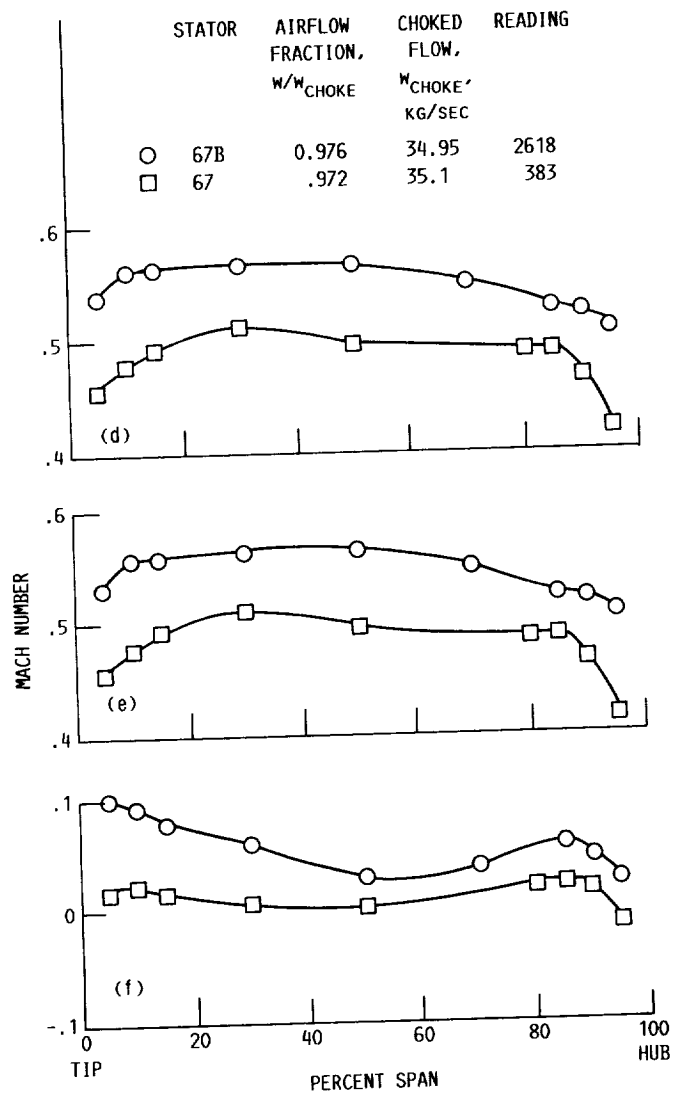 STATOR AIRFLOW CHOKED READING
FRACTION, FLOW,
W/WCHOKE WCHOKE,
KG/SEC
67B 0.976 34.95 2618
67 .972 35.1 383
.6
.5
(d)
.4
.6
.5
(e)
.4
MACH NUMBER
.1
0
(f)
-.1
0 20 40 60 80 100
TIP HUB
PERCENT SPAN